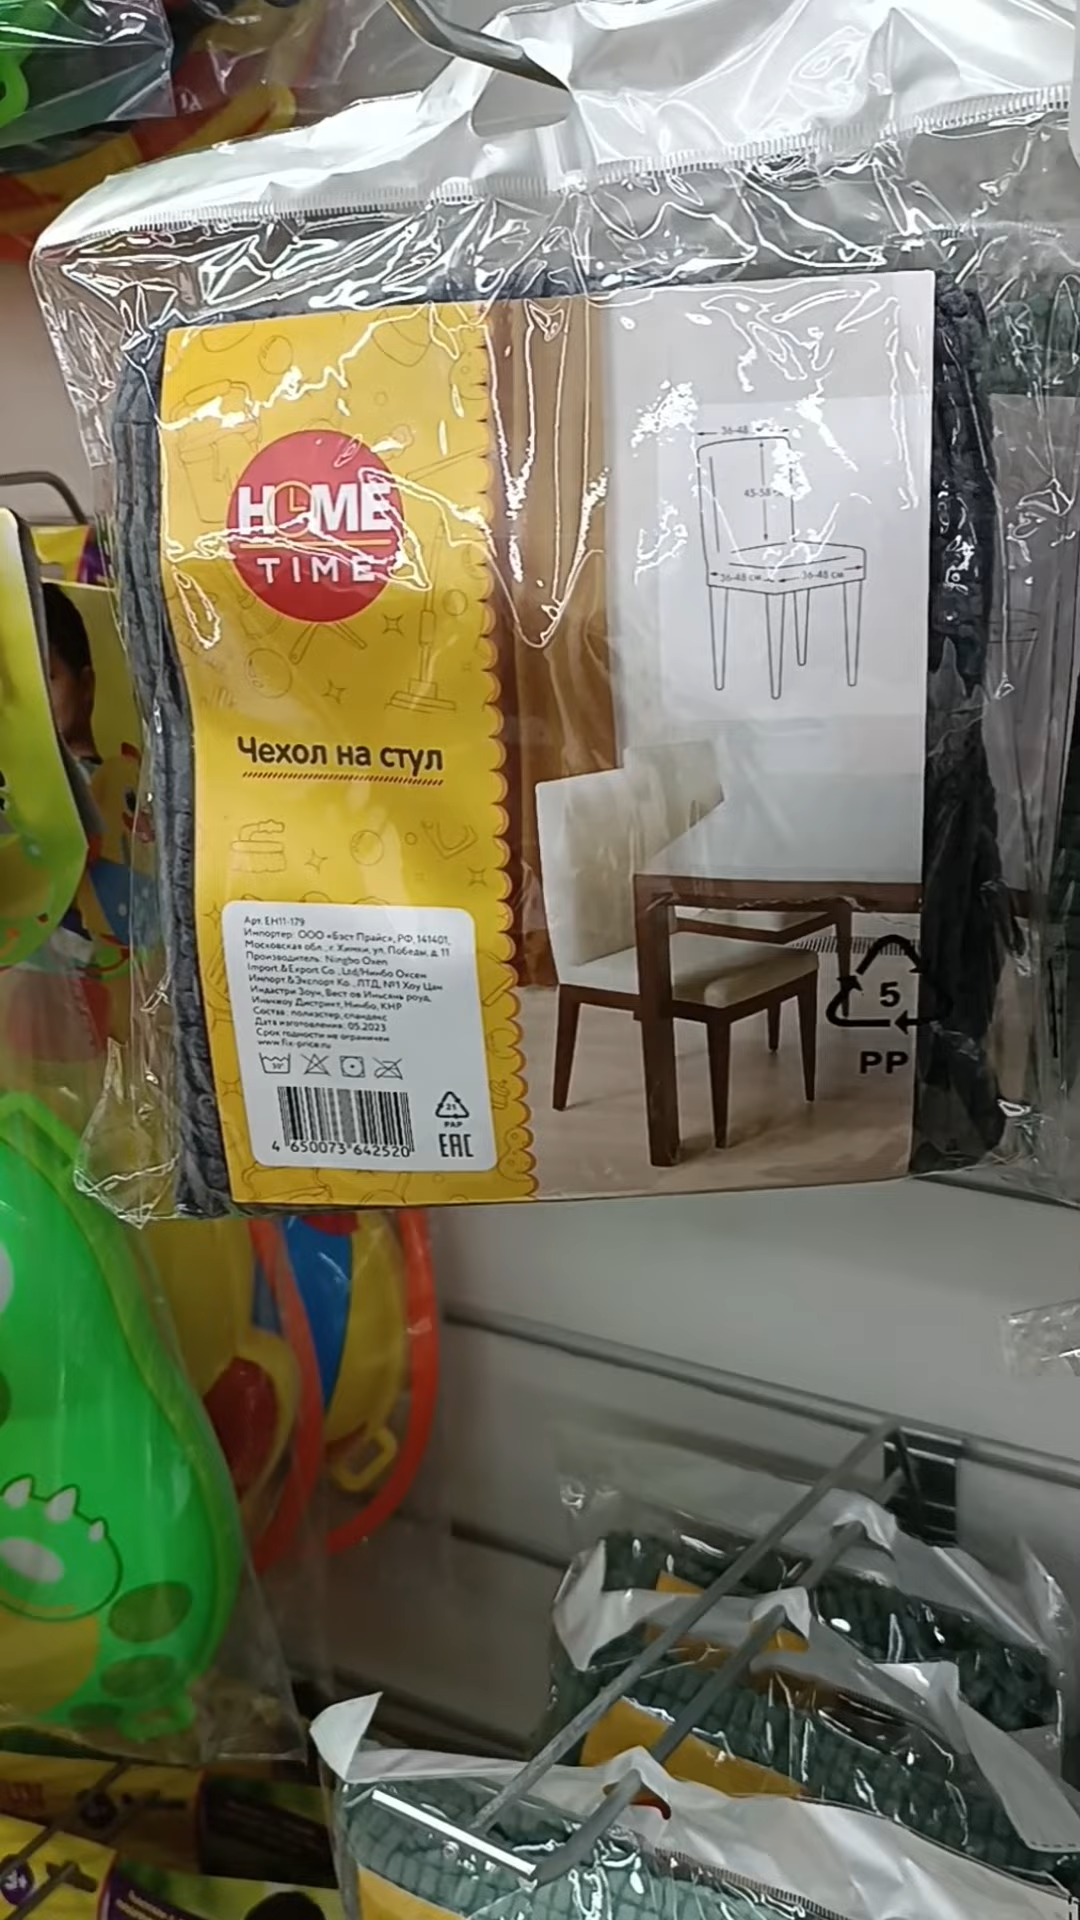 HOME
TIME
Чехол на стул
36-48
45-58
36-48 см
36-48 см
Арт. EH11-179
Импортер: ООО «Бэст Прайс», РФ, 141401,
Московская обл., г. Химки, ул. Победы, д. 11
Производитель: Ningbo Oxen
Import &Export Co., Ltd/Нинбо Оксен
Импорт &Экспорт Ко., ЛТД, №1 Хоу Цан
Индастри Зоун, Вест ов Иньсянь роуд,
Иньчжоу Дистрикт, Нинбо, КНР
Состав: полиэстер, спандекс
Дата изготовления: 05.2023
Срок годности не ограничен
www.fix-price.ru
30°
4 650073 642520
21
PAP
EAC
5
PP